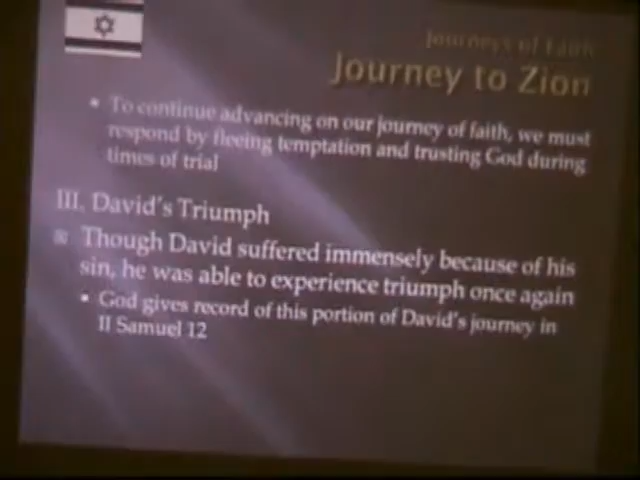 Journeys of Faith
Journey to Zion
• To continue advancing on our journey of faith, we must
respond by fleeing temptation and trusting God during
times of trial
III. David's Triumph
Though David suffered immensely because of his
sin, he was able to experience triumph once again
• God gives record of this portion of David's journey in
II Samuel 12